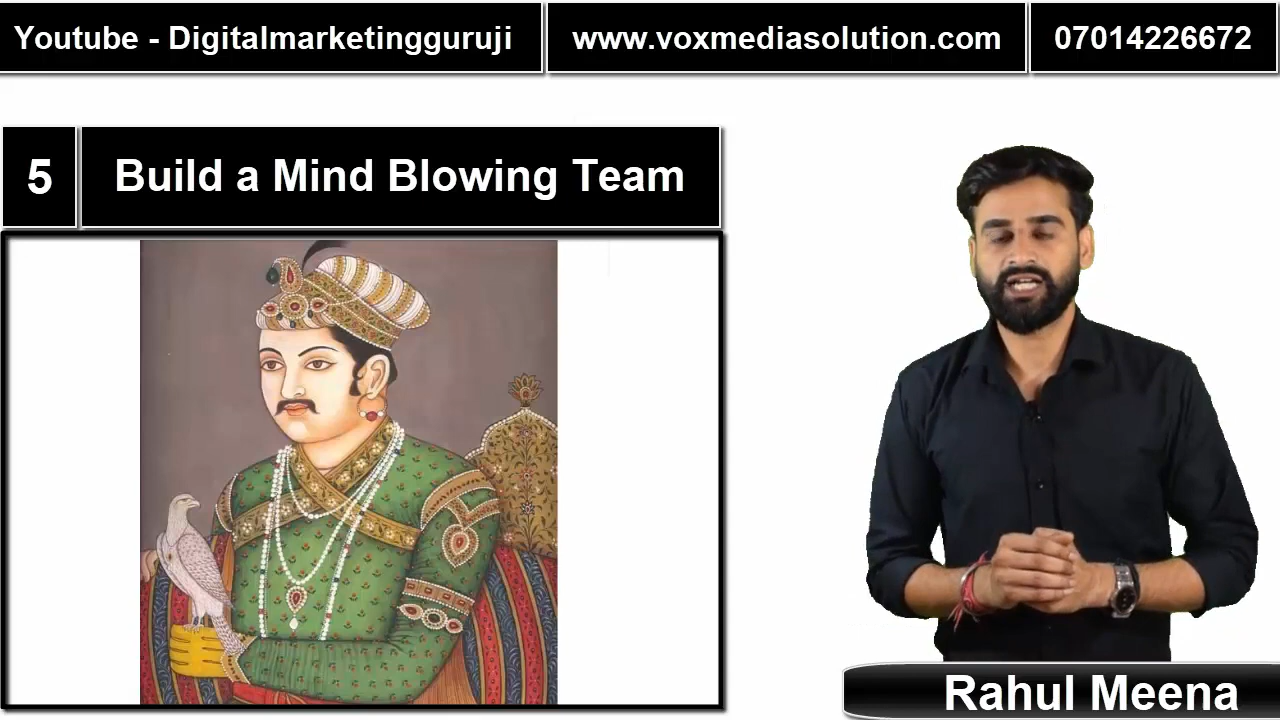 Youtube - Digitalmarketingguruji
www.voxmediasolution.com
07014226672
5
Build a Mind Blowing Team
Rahul Meena